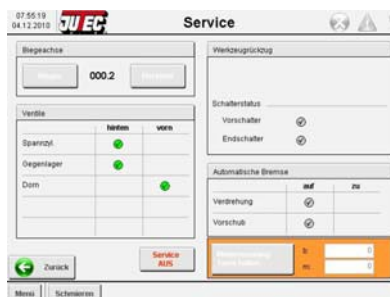 07:55:19
04.12.2010
JUTEC
Service
Biegeachse
000.2
Ventile
hinten vorn
Spannzyl.
Gegenlager
Dorn
Werkzeugrückzug
Schalterstatus
Vorschalter
Endschalter
Automatische Bremse
auf zu
Verdrehung
Vorschub
Zurück
Service
AUS
0
0
Menü Schmieren